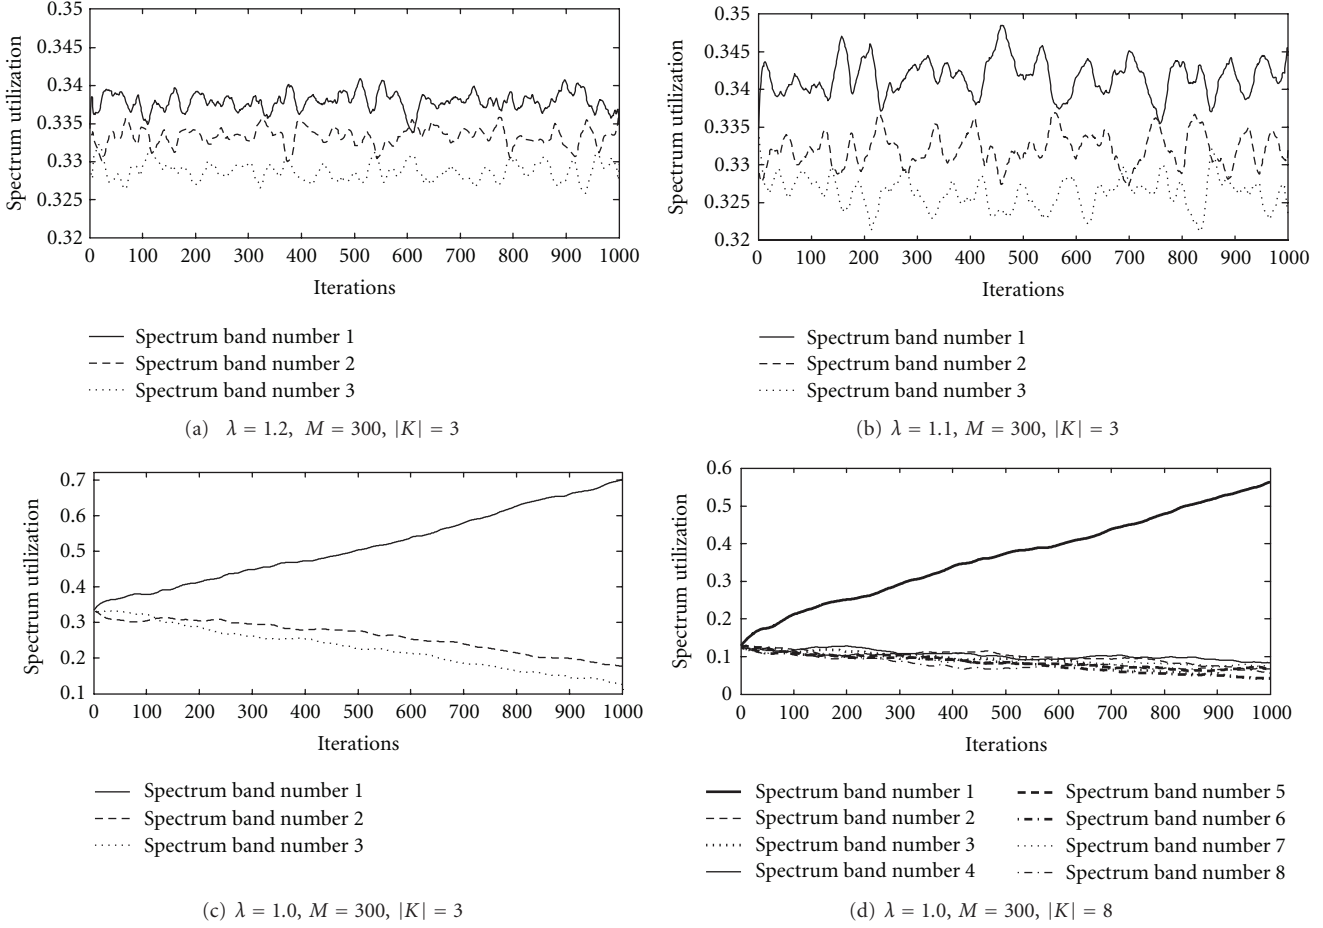 0.35
0.345
0.34
0.335
0.33
0.325
0.32
Spectrum utilization
0 100 200 300 400 500 600 700 800 900 1000
Iterations
Spectrum band number 1
Spectrum band number 2
Spectrum band number 3
(a) λ = 1.2, M = 300, |K| = 3
0.35
0.345
0.34
0.335
0.33
0.325
0.32
Spectrum utilization
0 100 200 300 400 500 600 700 800 900 1000
Iterations
Spectrum band number 1
Spectrum band number 2
Spectrum band number 3
(b) λ = 1.1, M = 300, |K| = 3
0.7
0.6
0.5
0.4
0.3
0.2
0.1
Spectrum utilization
0 100 200 300 400 500 600 700 800 900 1000
Iterations
Spectrum band number 1
Spectrum band number 2
Spectrum band number 3
(c) λ = 1.0, M = 300, |K| = 3
0.6
0.5
0.4
0.3
0.2
0.1
0
Spectrum utilization
0 100 200 300 400 500 600 700 800 900 1000
Iterations
Spectrum band number 1
Spectrum band number 2
Spectrum band number 3
Spectrum band number 4
Spectrum band number 5
Spectrum band number 6
Spectrum band number 7
Spectrum band number 8
(d) λ = 1.0, M = 300, |K| = 8